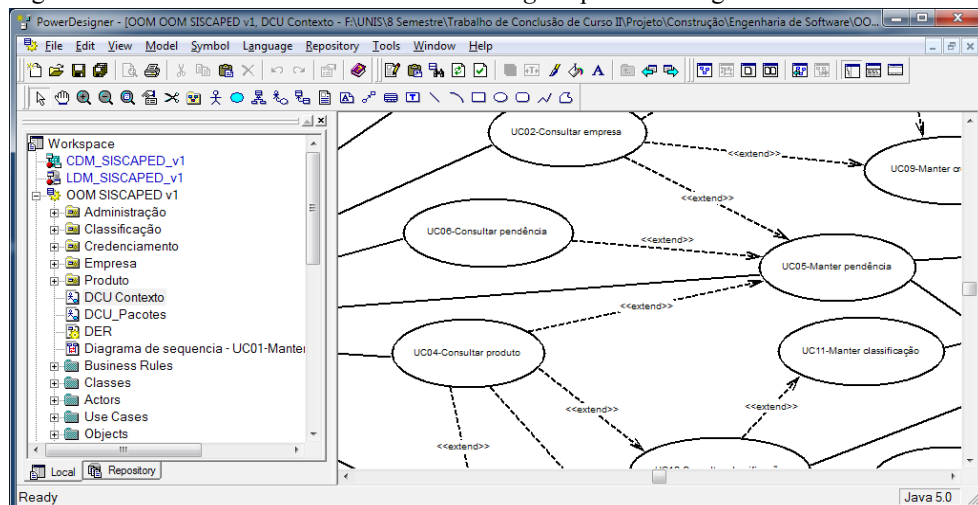 PowerDesigner - [OOM OOM SISCAPED v1, DCU Contexto - F:\UNIS\8 Semestre\Trabalho de Conclusão de Curso II\Projeto\Construção\Engenharia de Software\OO...
File Edit View Model Symbol Language Repository Tools Window Help
Workspace
CDM_SISCAPED_v1
LDM_SISCAPED_v1
OOM SISCAPED v1
Administração
Classificação
Credenciamento
Empresa
Produto
DCU Contexto
DCU_Pacotes
DER
Diagrama de sequencia - UC01-Manter
Business Rules
Classes
Actors
Use Cases
Objects
Local Repository
UC02-Consultar empresa
<<extend>>
UC09-Manter
<<extend>>
UC06-Consultar pendência
<<extend>>
UC05-Manter pendência
<<extend>>
UC04-Consultar produto
UC11-Manter classificação
<<extend>>
<<extend>>
<<extend>>
Ready
Java 5.0